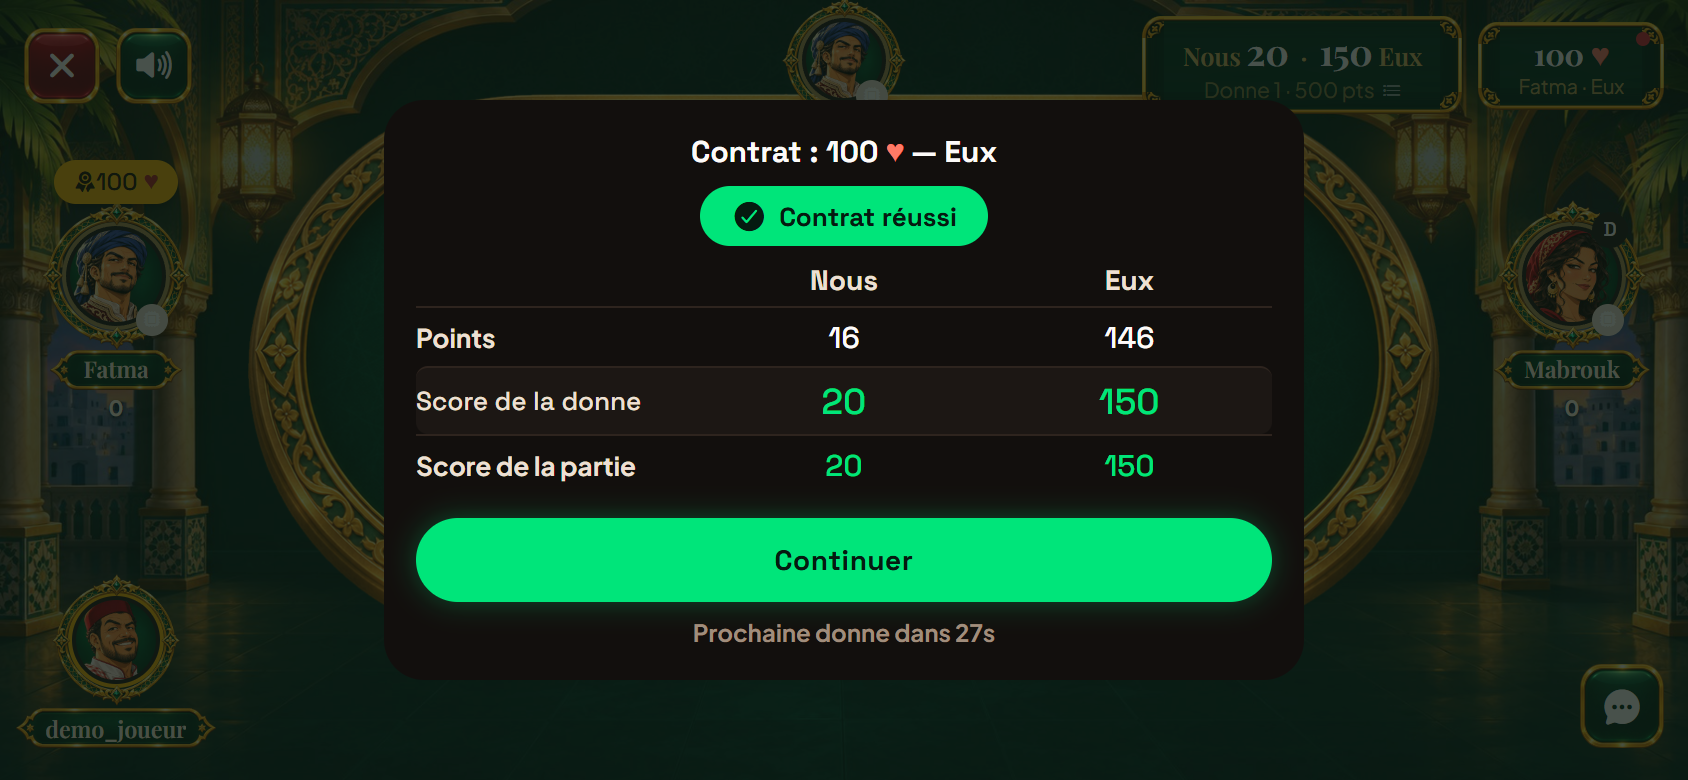 Nous 20 · 150 Eux
Donne 1 · 500 pts
100 ♥
Fatma · Eux
Contrat : 100 ♥ — Eux
100 ♥
Contrat réussi
D
Nous Eux
Points 16 146
Fatma
Mabrouk
Score de la donne 20 150
0
0
Score de la partie 20 150
Continuer
Prochaine donne dans 27s
demo_joueur